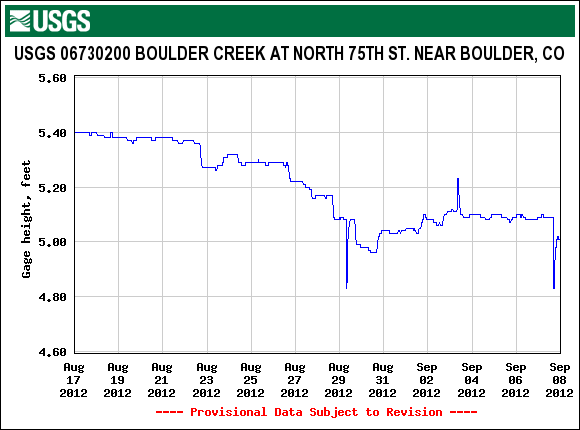 USGS
USGS 06730200 BOULDER CREEK AT NORTH 75TH ST. NEAR BOULDER, CO
Gage height, feet
5.60
5.40
5.20
5.00
4.80
4.60
Aug Aug Aug Aug Aug Aug Aug Aug Sep Sep Sep Sep
17 19 21 23 25 27 29 31 02 04 06 08
2012 2012 2012 2012 2012 2012 2012 2012 2012 2012 2012 2012
---- Provisional Data Subject to Revision ----